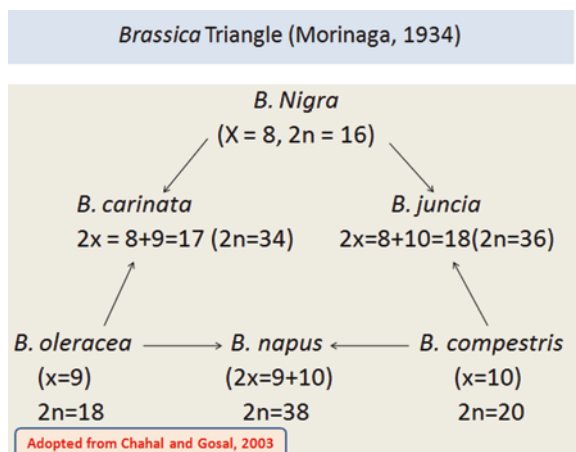 Brassica Triangle (Morinaga, 1934)
B. Nigra
(X = 8, 2n = 16)
B. carinata
2x = 8+9=17 (2n=34)
B. juncia
2x=8+10=18(2n=36)
B. oleracea
(x=9)
2n=18
B. napus
(2x=9+10)
2n=38
B. compestris
(x=10)
2n=20
Adopted from Chahal and Gosal, 2003